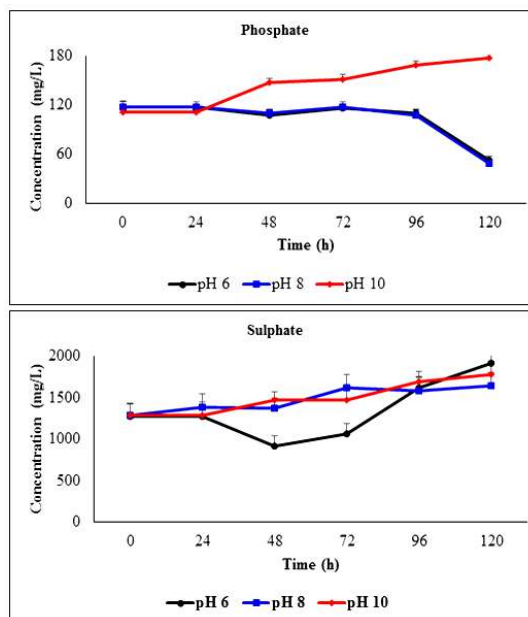 Phosphate
Concentration (mg/L)
180
120
60
0
0 24 48 72 96 120
Time (h)
pH 6 pH 8 pH 10
Sulphate
Concentration (mg/L)
2000
1500
1000
500
0
0 24 48 72 96 120
Time (h)
pH 6 pH 8 pH 10